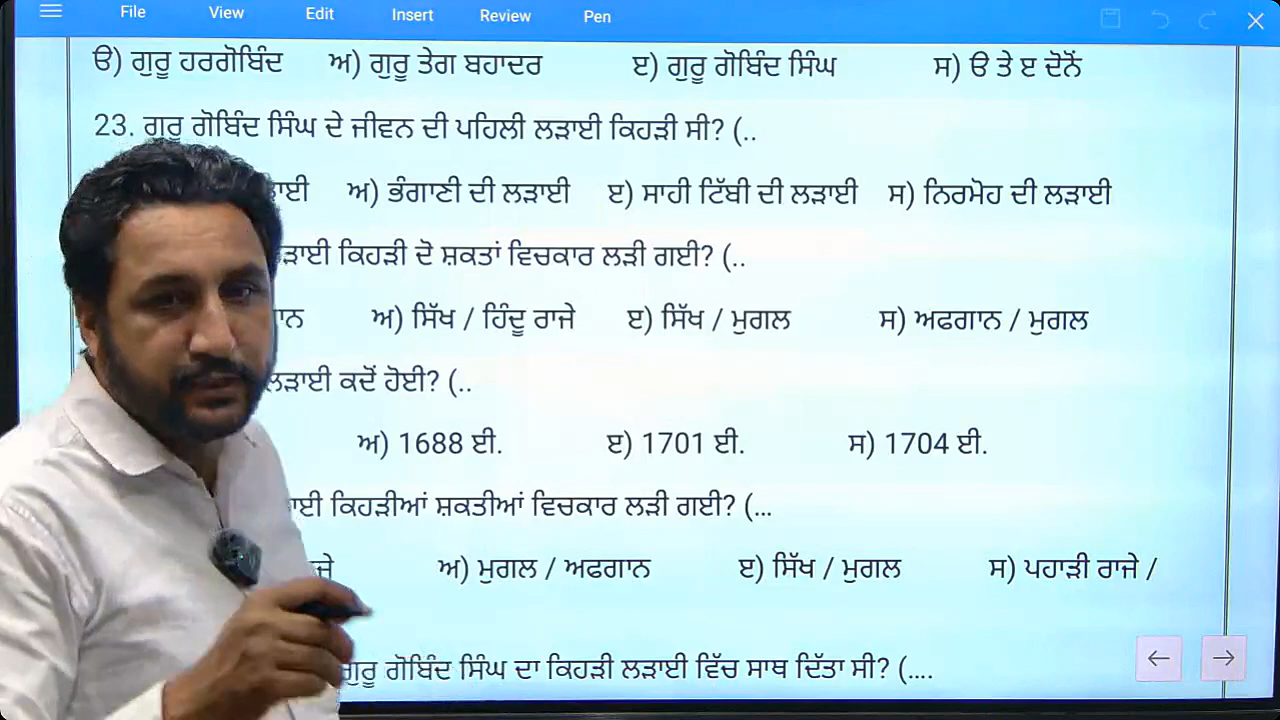 File View Edit Insert Review Pen
ੳ) ਗੁਰੂ ਹਰਗੋਬਿੰਦ ਅ) ਗੁਰੂ ਤੇਗ ਬਹਾਦਰ ੲ) ਗੁਰੂ ਗੋਬਿੰਦ ਸਿੰਘ ਸ) ੳ ਤੇ ੲ ਦੋਨੋਂ
23. ਗੁਰੂ ਗੋਬਿੰਦ ਸਿੰਘ ਦੇ ਜੀਵਨ ਦੀ ਪਹਿਲੀ ਲੜਾਈ ਕਿਹੜੀ ਸੀ? (..
ਅ) ਭੰਗਾਣੀ ਦੀ ਲੜਾਈ ੲ) ਸਾਹੀ ਟਿੱਬੀ ਦੀ ਲੜਾਈ ਸ) ਨਿਰਮੋਹ ਦੀ ਲੜਾਈ
ਕਿਹੜੀ ਦੋ ਸ਼ਕਤਾਂ ਵਿਚਕਾਰ ਲੜੀ ਗਈ? (..
ਅ) ਸਿੱਖ / ਹਿੰਦੂ ਰਾਜੇ ੲ) ਸਿੱਖ / ਮੁਗਲ ਸ) ਅਫਗਾਨ / ਮੁਗਲ
ਲੜਾਈ ਕਦੋਂ ਹੋਈ? (..
ਅ) 1688 ਈ. ੲ) 1701 ਈ. ਸ) 1704 ਈ.
ਕਿਹੜੀਆਂ ਸ਼ਕਤੀਆਂ ਵਿਚਕਾਰ ਲੜੀ ਗਈ? (...
ਅ) ਮੁਗਲ / ਅਫਗਾਨ ੲ) ਸਿੱਖ / ਮੁਗਲ ਸ) ਪਹਾੜੀ ਰਾਜੇ /
ਗੁਰੂ ਗੋਬਿੰਦ ਸਿੰਘ ਦਾ ਕਿਹੜੀ ਲੜਾਈ ਵਿੱਚ ਸਾਥ ਦਿੱਤਾ ਸੀ? (....